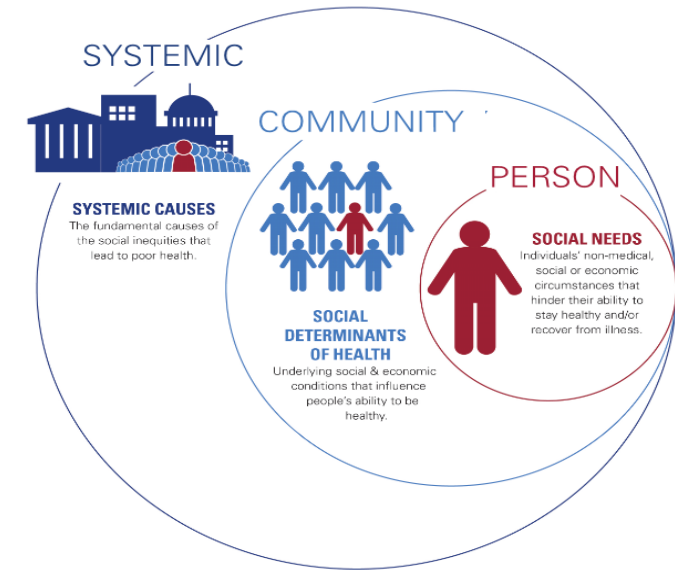 SYSTEMIC
SYSTEMIC CAUSES
The fundamental causes of
the social inequities that
lead to poor health.
COMMUNITY
SOCIAL
DETERMINANTS
OF HEALTH
Underlying social & economic
conditions that influence
people's ability to be
healthy.
PERSON
SOCIAL NEEDS
Individuals' non-medical,
social or economic
circumstances that
hinder their ability to
stay healthy and/or
recover from illness.